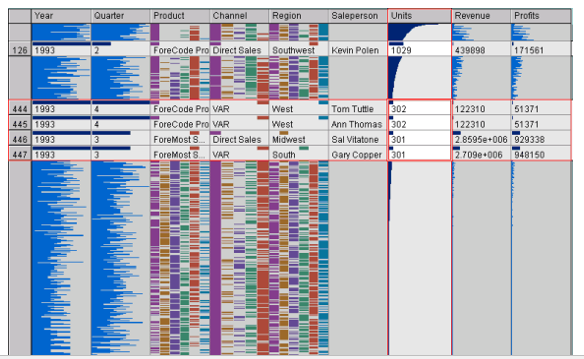 Year Quarter Product Channel Region Saleperson Units Revenue Profits
126 1993 2 ForeCode Pro Direct Sales Southwest Kevin Polen 1029 439898 171561
444 1993 4 ForeCode Pro VAR West Tom Tuttle 302 122310 51371
445 1993 4 ForeCode Pro VAR West Ann Thomas 302 122310 51371
446 1993 3 ForeMost S... Direct Sales Midwest Sal Vitatone 301 2.8595e+006 929338
447 1993 3 ForeMost S... VAR South Gary Copper 301 2.709e+006 948150